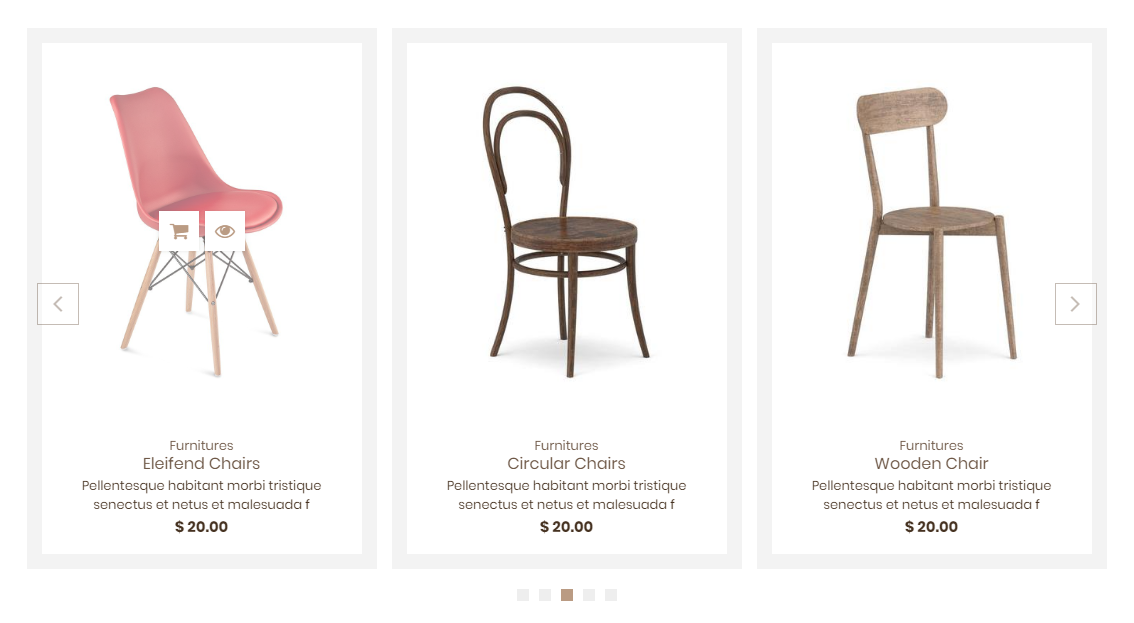 Furnitures
Eleifend Chairs
Pellentesque habitant morbi tristique
senectus et netus et malesuada f
$ 20.00
Furnitures
Circular Chairs
Pellentesque habitant morbi tristique
senectus et netus et malesuada f
$ 20.00
Furnitures
Wooden Chair
Pellentesque habitant morbi tristique
senectus et netus et malesuada f
$ 20.00